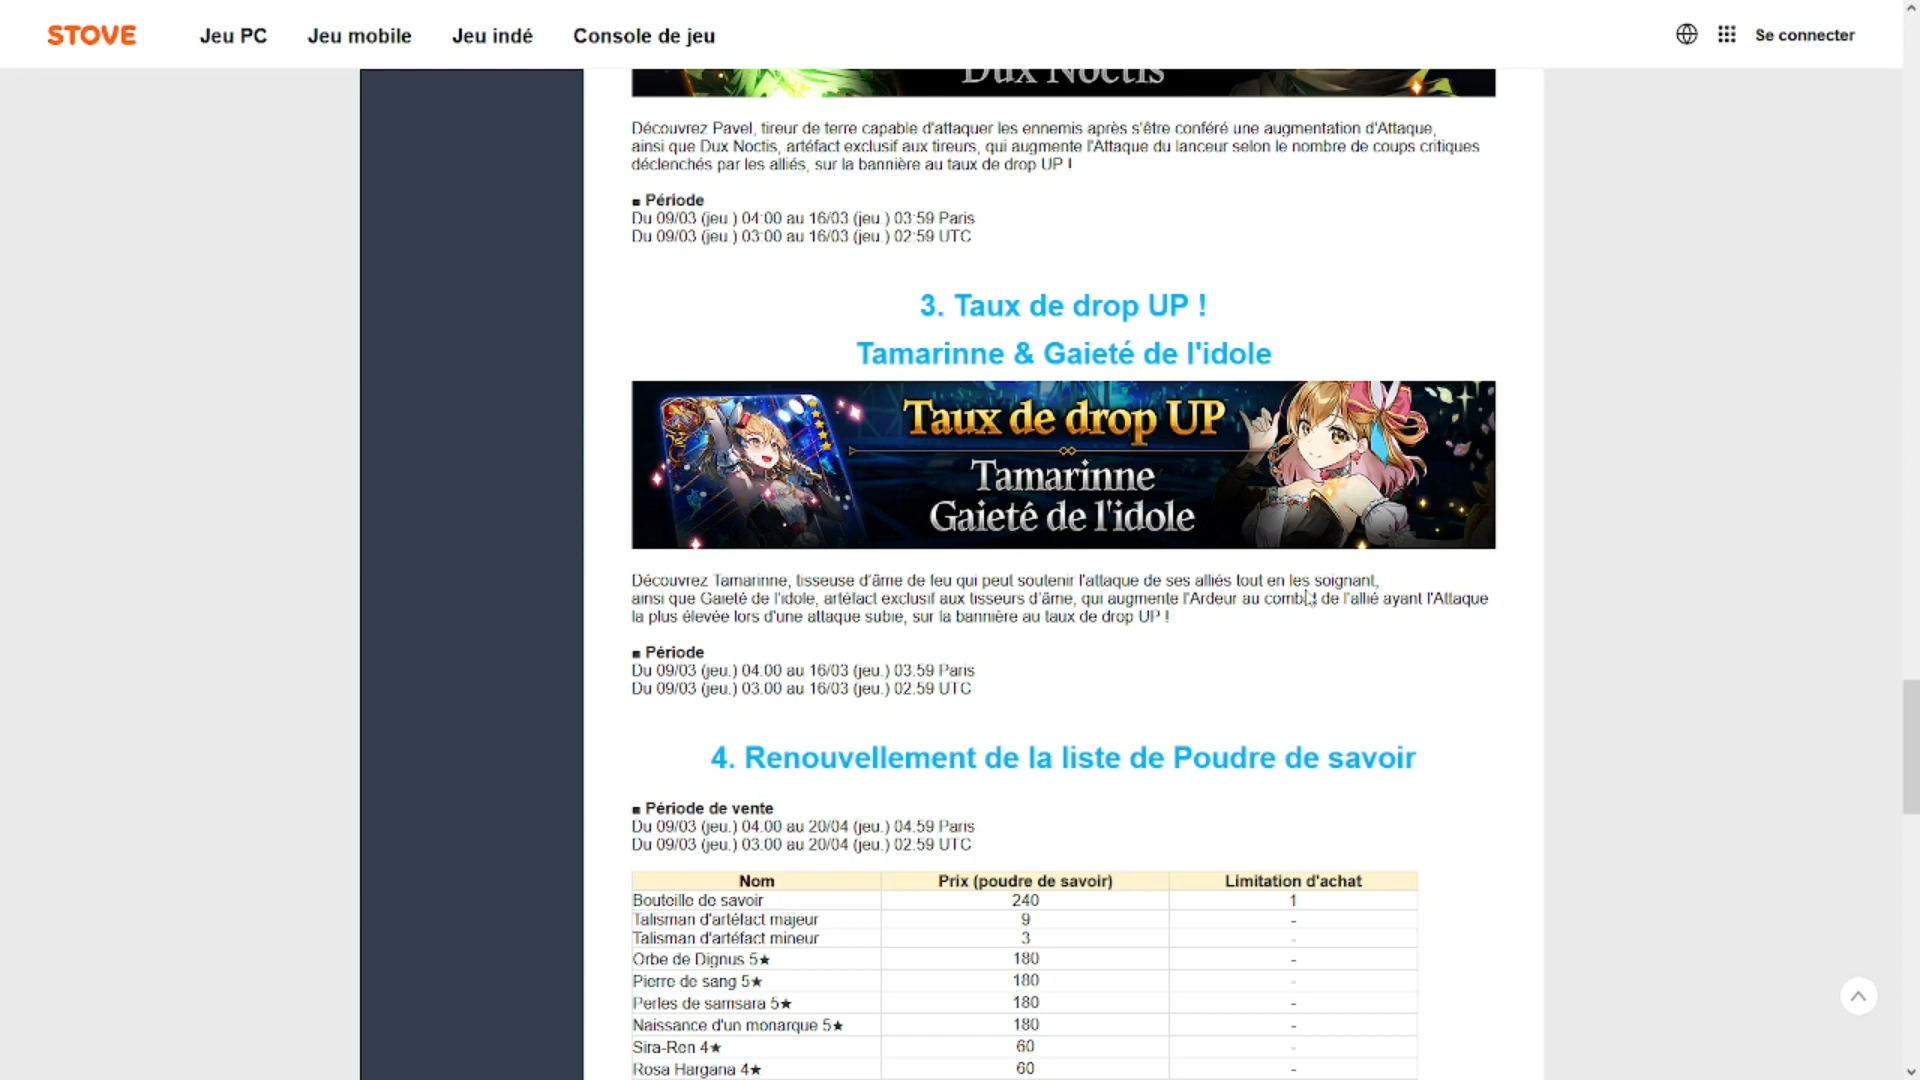 STOVE
Jeu PC
Jeu mobile
Jeu indé
Console de jeu
Se connecter
Dux Noctis
Découvrez Pavel, tireur de terre capable d'attaquer les ennemis après s'être conféré une augmentation d'Attaque,
ainsi que Dux Noctis, artéfact exclusif aux tireurs, qui augmente l'Attaque du lanceur selon le nombre de coups critiques
déclenchés par les alliés, sur la bannière au taux de drop UP !
■ Période
Du 09/03 (jeu.) 04:00 au 16/03 (jeu.) 03:59 Paris
Du 09/03 (jeu.) 03:00 au 16/03 (jeu.) 02:59 UTC
3. Taux de drop UP !
Tamarinne & Gaieté de l'idole
Taux de drop UP
Tamarinne
Gaieté de l'idole
Découvrez Tamarinne, tisseuse d'âme de feu qui peut soutenir l'attaque de ses alliés tout en les soignant,
ainsi que Gaieté de l'idole, artéfact exclusif aux tisseurs d'âme, qui augmente l'Ardeur au combat de l'allié ayant l'Attaque
la plus élevée lors d'une attaque subie, sur la bannière au taux de drop UP !
■ Période
Du 09/03 (jeu.) 04:00 au 16/03 (jeu.) 03:59 Paris
Du 09/03 (jeu.) 03:00 au 16/03 (jeu.) 02:59 UTC
4. Renouvellement de la liste de Poudre de savoir
■ Période de vente
Du 09/03 (jeu.) 04:00 au 20/04 (jeu.) 04:59 Paris
Du 09/03 (jeu.) 03:00 au 20/04 (jeu.) 02:59 UTC
Nom Prix (poudre de savoir) Limitation d'achat
Bouteille de savoir 240 1
Talisman d'artéfact majeur 9 -
Talisman d'artéfact mineur 3 -
Orbe de Dignus 5★ 180 -
Pierre de sang 5★ 180 -
Perles de samsara 5★ 180 -
Naissance d'un monarque 5★ 180 -
Sira-Ren 4★ 60 -
Rosa Hargana 4★ 60 -